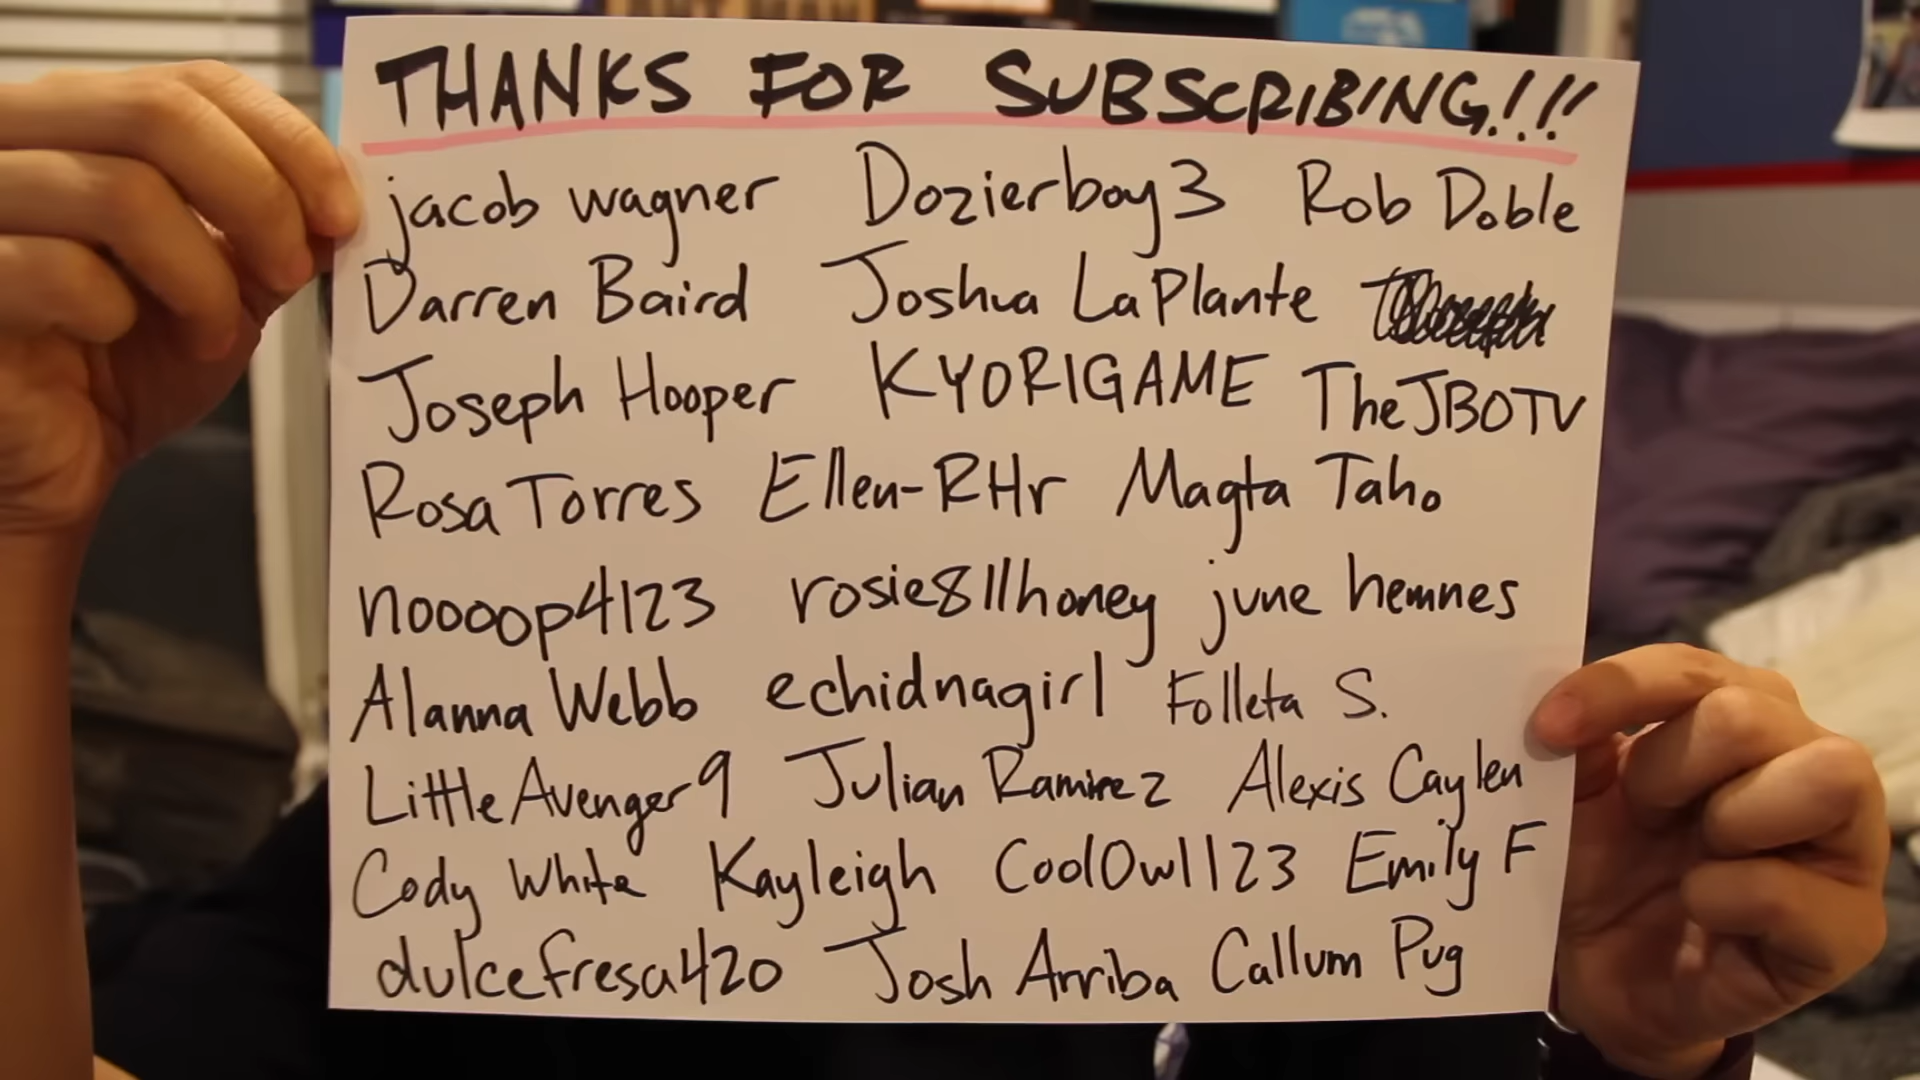 THANKS FOR SUBSCRIBING!!!
jacob wagner Dozierboy3 Rob Doble
Darren Baird Joshua LaPlante
Joseph Hooper KYORIGAME TheJBOTV
Rosa Torres Ellen-RHr Magta Taho
noooop4123 rosie811honey june hemnes
Alanna Webb echidnagirl Folleta S.
LittleAvenger9 Julian Ramirez Alexis Caylen
Cody White Kayleigh CoolOwl123 Emily F
dulcefresa420 Josh Arriba Callum Pug